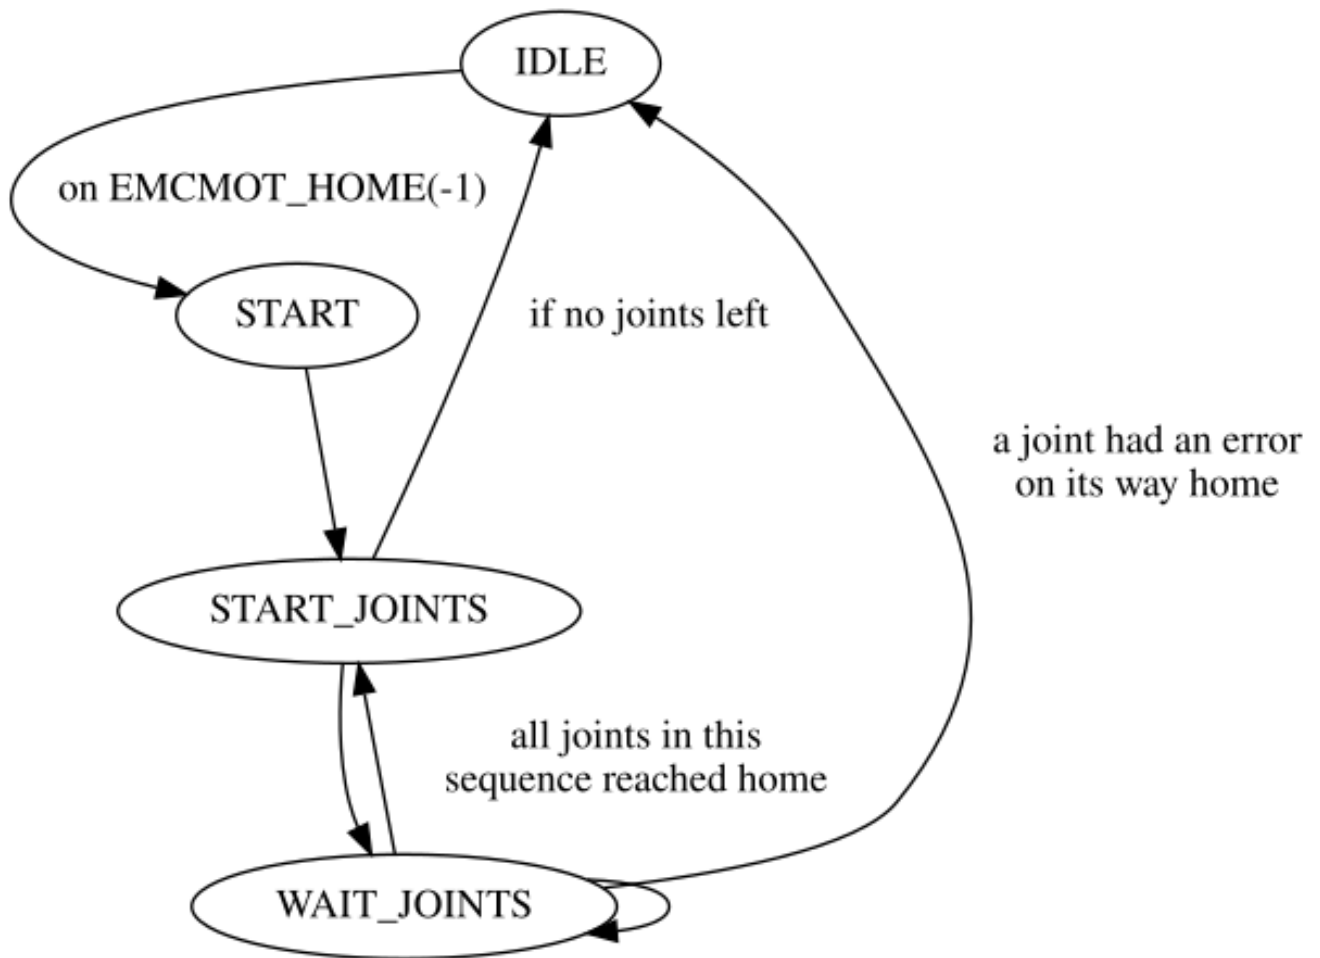 IDLE
on EMCMOT_HOME(-1)
START
if no joints left
a joint had an error
on its way home
START_JOINTS
all joints in this
sequence reached home
WAIT_JOINTS